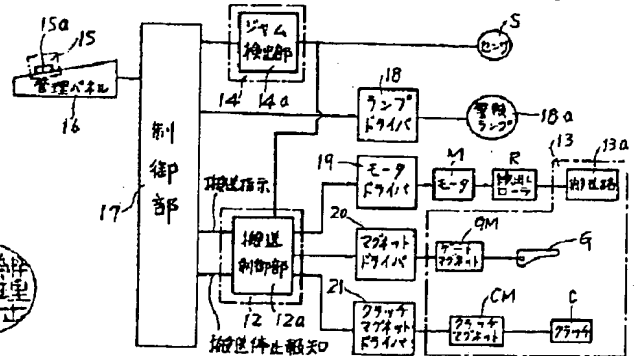 15a
15
管理パネル
16
制御部
17
ジャム
検出部
14
14a
S
センサ
18
ランプ
ドライバ
警険
ランプ
18a
19
モータ
ドライバ
M
モータ
R
繰出し
ローラ
13
13a
搬送路
搬送指示
搬送
制御部
12
12a
搬送停止報知
20
マグネット
ドライバ
GM
ゲート
マグネット
G
21
クラッチ
マグネット
ドライバ
CM
クラッチ
マグネット
C
クラッチ